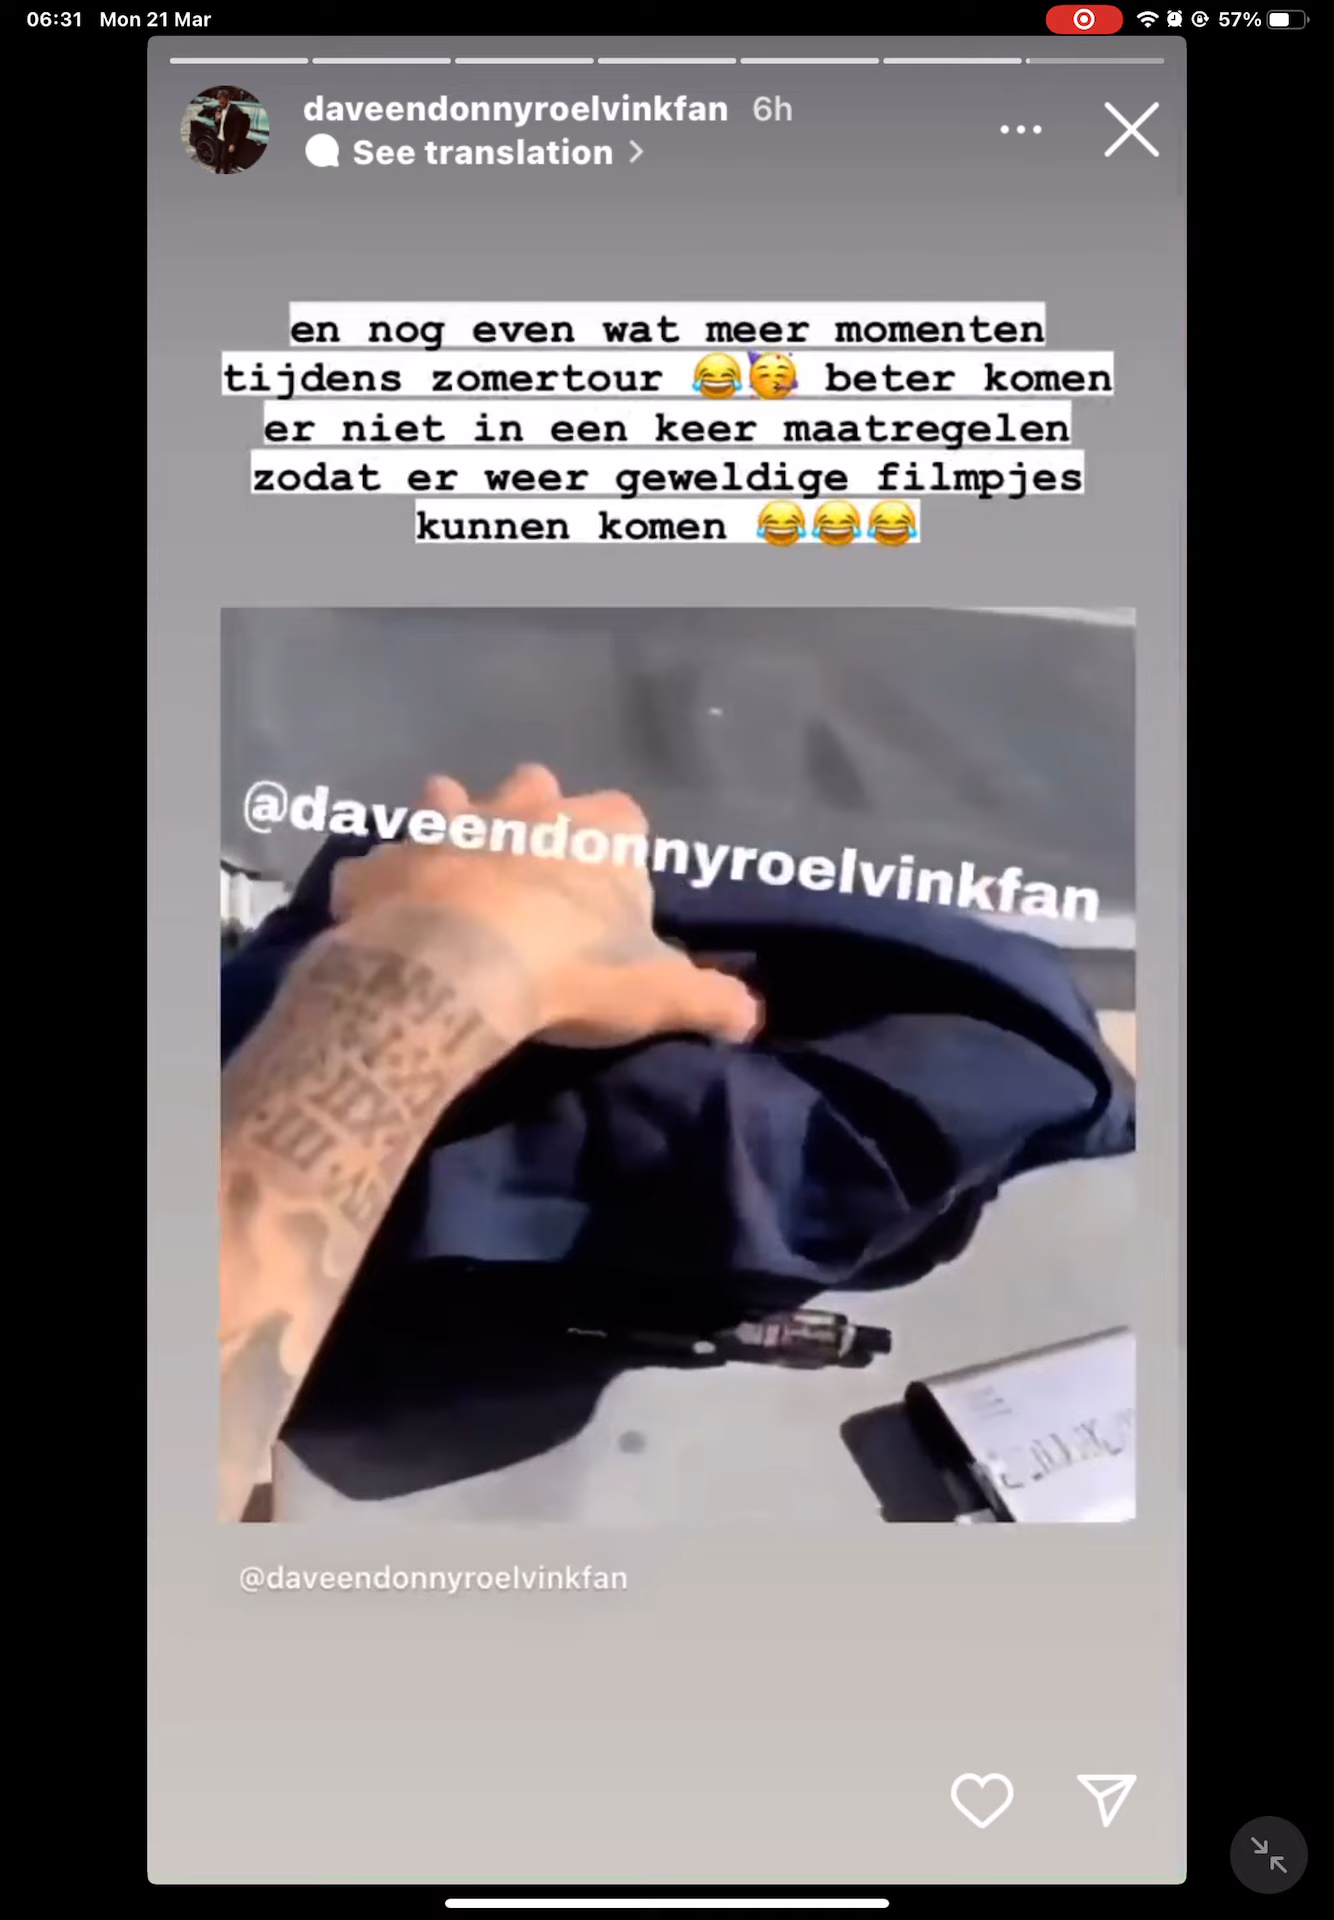 06:31 Mon 21 Mar
57%
daveendonnyroelvinkfan 6h
See translation >
en nog even wat meer momenten
tijdens zomertour 😂🥳 beter komen
er niet in een keer maatregelen
zodat er weer geweldige filmpjes
kunnen komen 😂😂😂
@daveendonnyroelvinkfan
@daveendonnyroelvinkfan